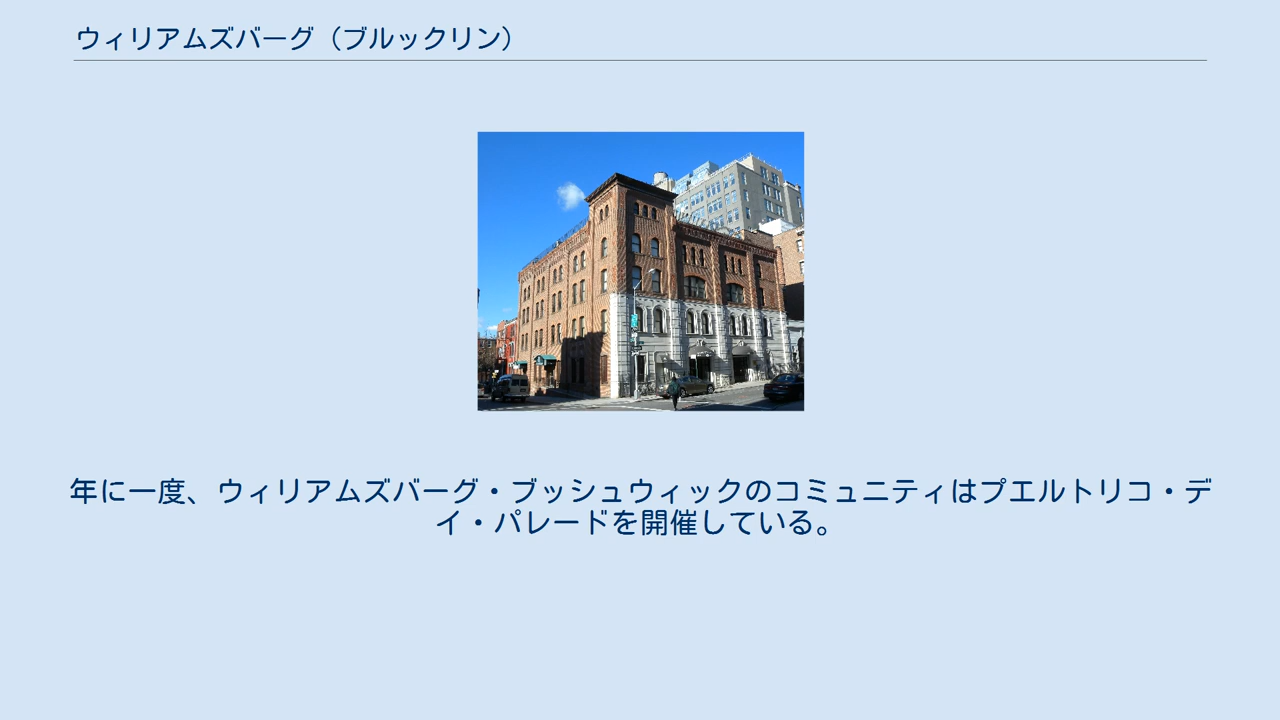 ウィリアムズバーグ（ブルックリン）
年に一度、ウィリアムズバーグ・ブッシュウィックのコミュニティはプエルトリコ・デ
イ・パレードを開催している。